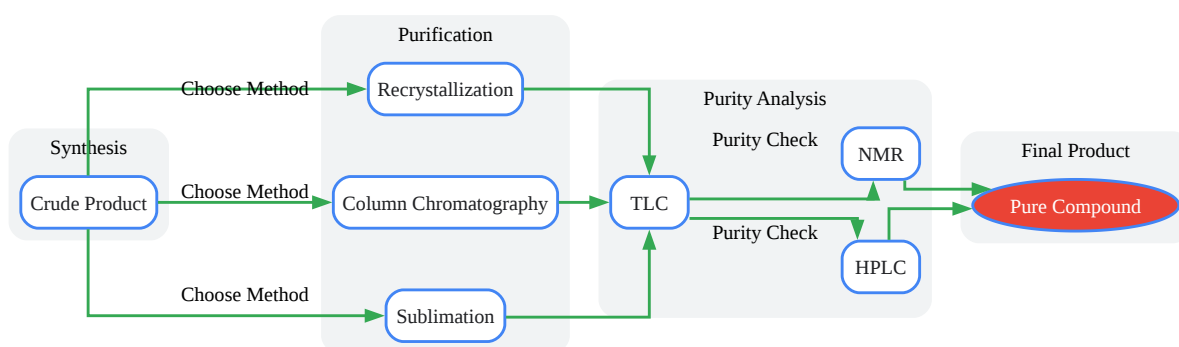 Purification
Choose Method
Recrystallization
Purity Analysis
Purity Check
Synthesis
Final Product
NMR
Choose Method
Crude Product
Column Chromatography
TLC
Pure Compound
Purity Check
HPLC
Choose Method
Sublimation